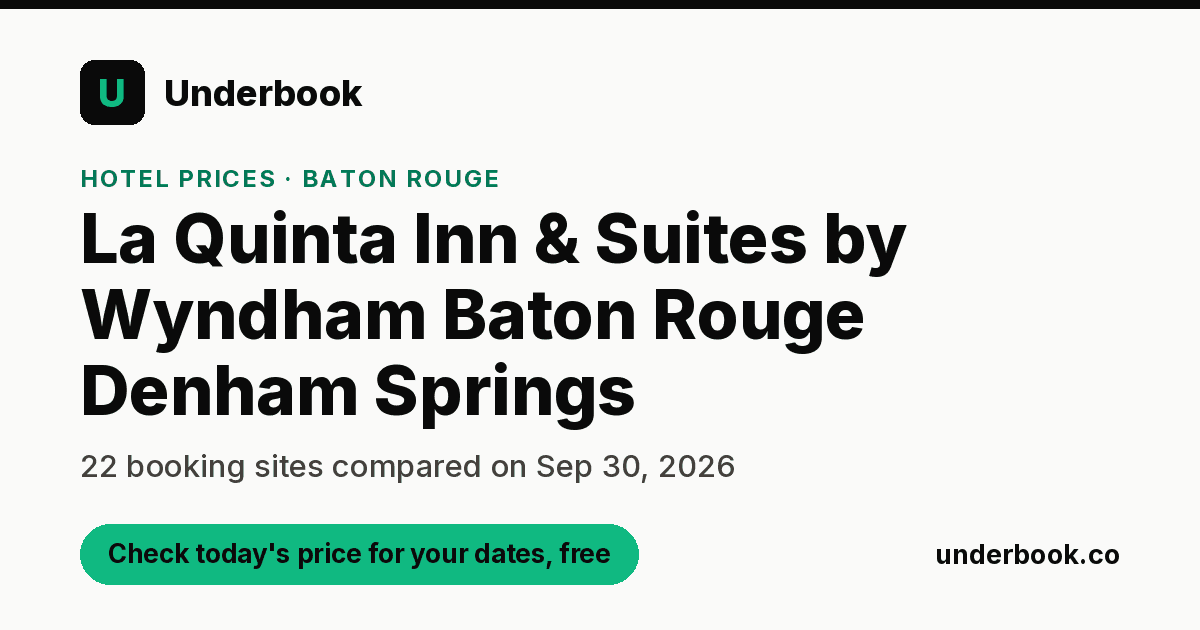 U Underbook
HOTEL PRICES · BATON ROUGE
La Quinta Inn & Suites by
Wyndham Baton Rouge
Denham Springs
22 booking sites compared on Sep 30, 2026
Check today's price for your dates, free
underbook.co